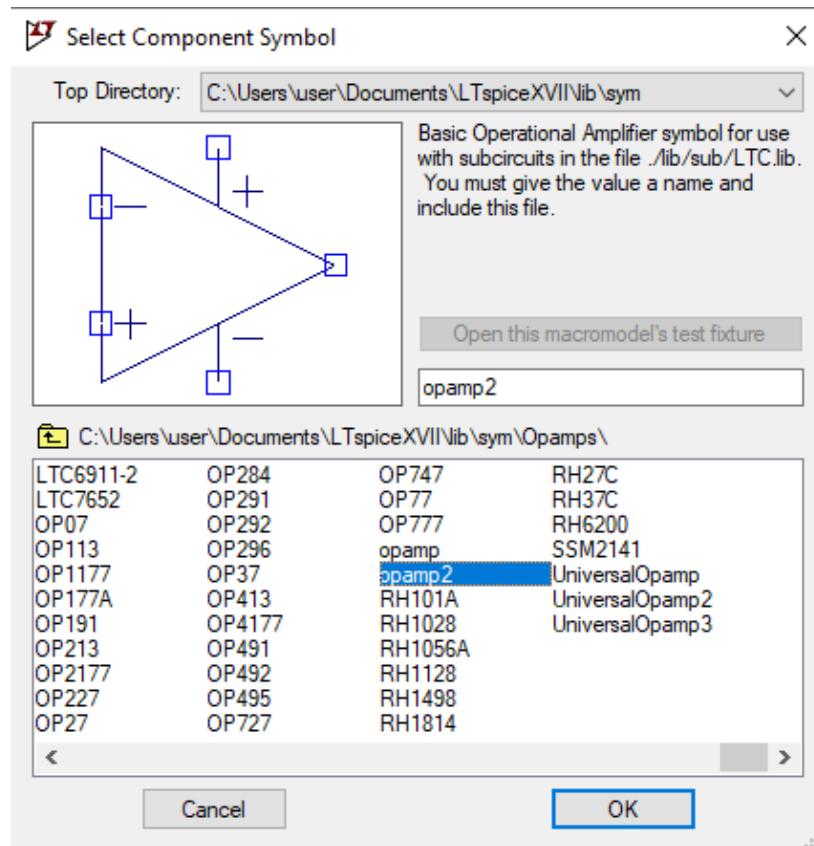 Select Component Symbol
Top Directory: C:\Users\user\Documents\LTspiceXVII\lib\sym
Basic Operational Amplifier symbol for use
with subcircuits in the file ./lib/sub/LTC.lib.
You must give the value a name and
include this file.
Open this macromodel's test fixture
opamp2
C:\Users\user\Documents\LTspiceXVII\lib\sym\Opamps\
LTC6911-2 OP284 OP747 RH27C
LTC7652 OP291 OP77 RH37C
OP07 OP292 OP777 RH6200
OP113 OP296 opamp SSM2141
OP1177 OP37 opamp2 UniversalOpamp
OP177A OP413 RH101A UniversalOpamp2
OP191 OP4177 RH1028 UniversalOpamp3
OP213 OP491 RH1056A
OP2177 OP492 RH1128
OP227 OP495 RH1498
OP27 OP727 RH1814
Cancel OK